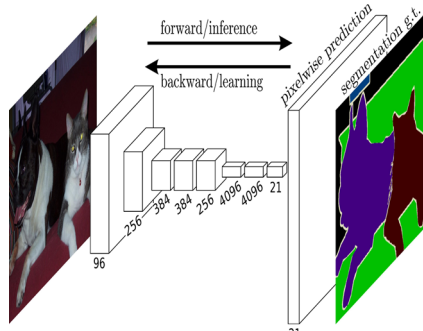 forward/inference
backward/learning
pixelwise prediction
segmentation g.t.
96
256
384
384
256
4096
4096
21
21